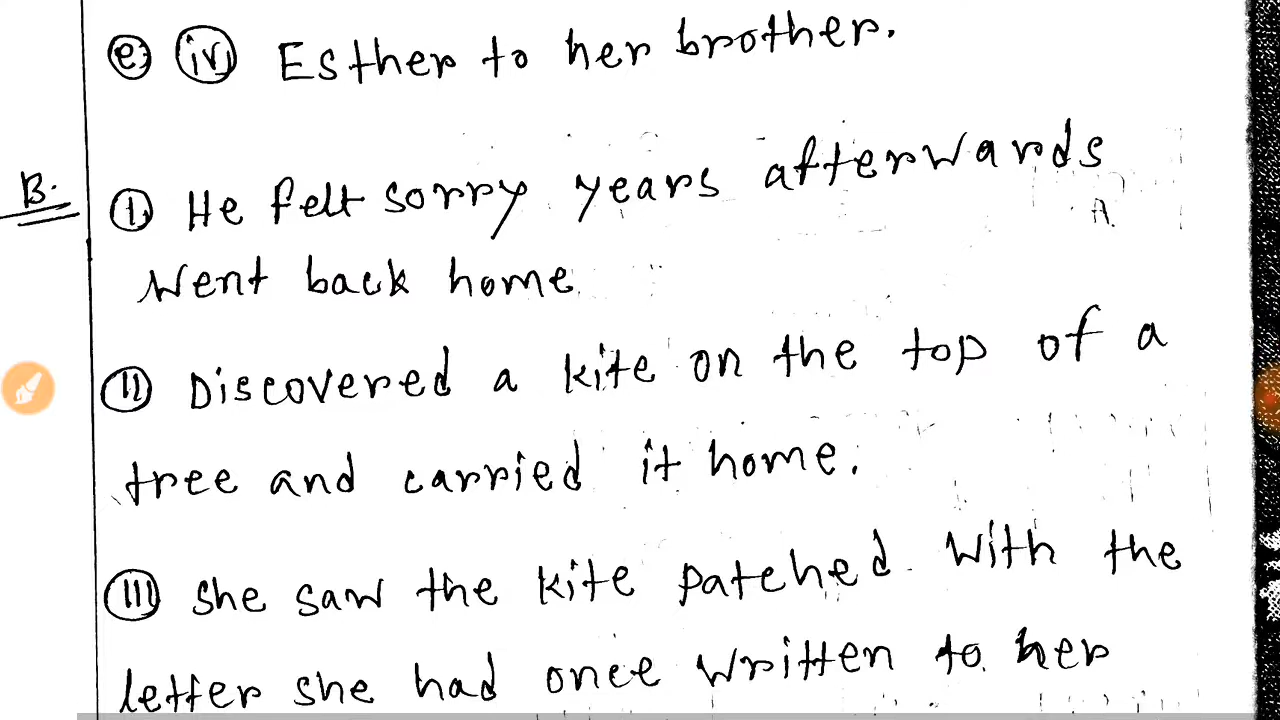 e) iv) Esther to her brother.
B. i) He felt sorry years afterwards
went back home.
ii) Discovered a kite on the top of a
tree and carried it home.
iii) She saw the kite patched with the
letter she had once written to her